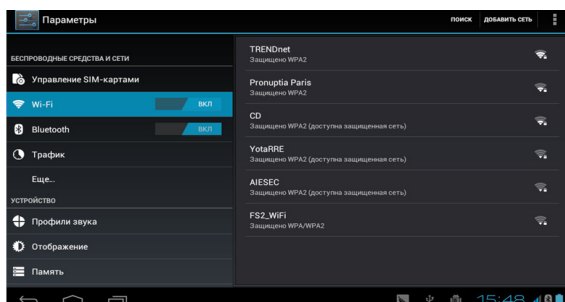 Параметры
ПОИСК
ДОБАВИТЬ СЕТЬ
БЕСПРОВОДНЫЕ СРЕДСТВА И СЕТИ
Управление SIM-картами
Wi-Fi
ВКЛ
Bluetooth
ВКЛ
Трафик
Еще...
УСТРОЙСТВО
Профили звука
Отображение
Память
TRENDnet
Защищено WPA2
Pronuptia Paris
Защищено WPA2
CD
Защищено WPA2 (доступна защищенная сеть)
YotaRRE
Защищено WPA2 (доступна защищенная сеть)
AIESEC
Защищено WPA2 (доступна защищенная сеть)
FS2_WiFi
Защищено WPA/WPA2
15:48